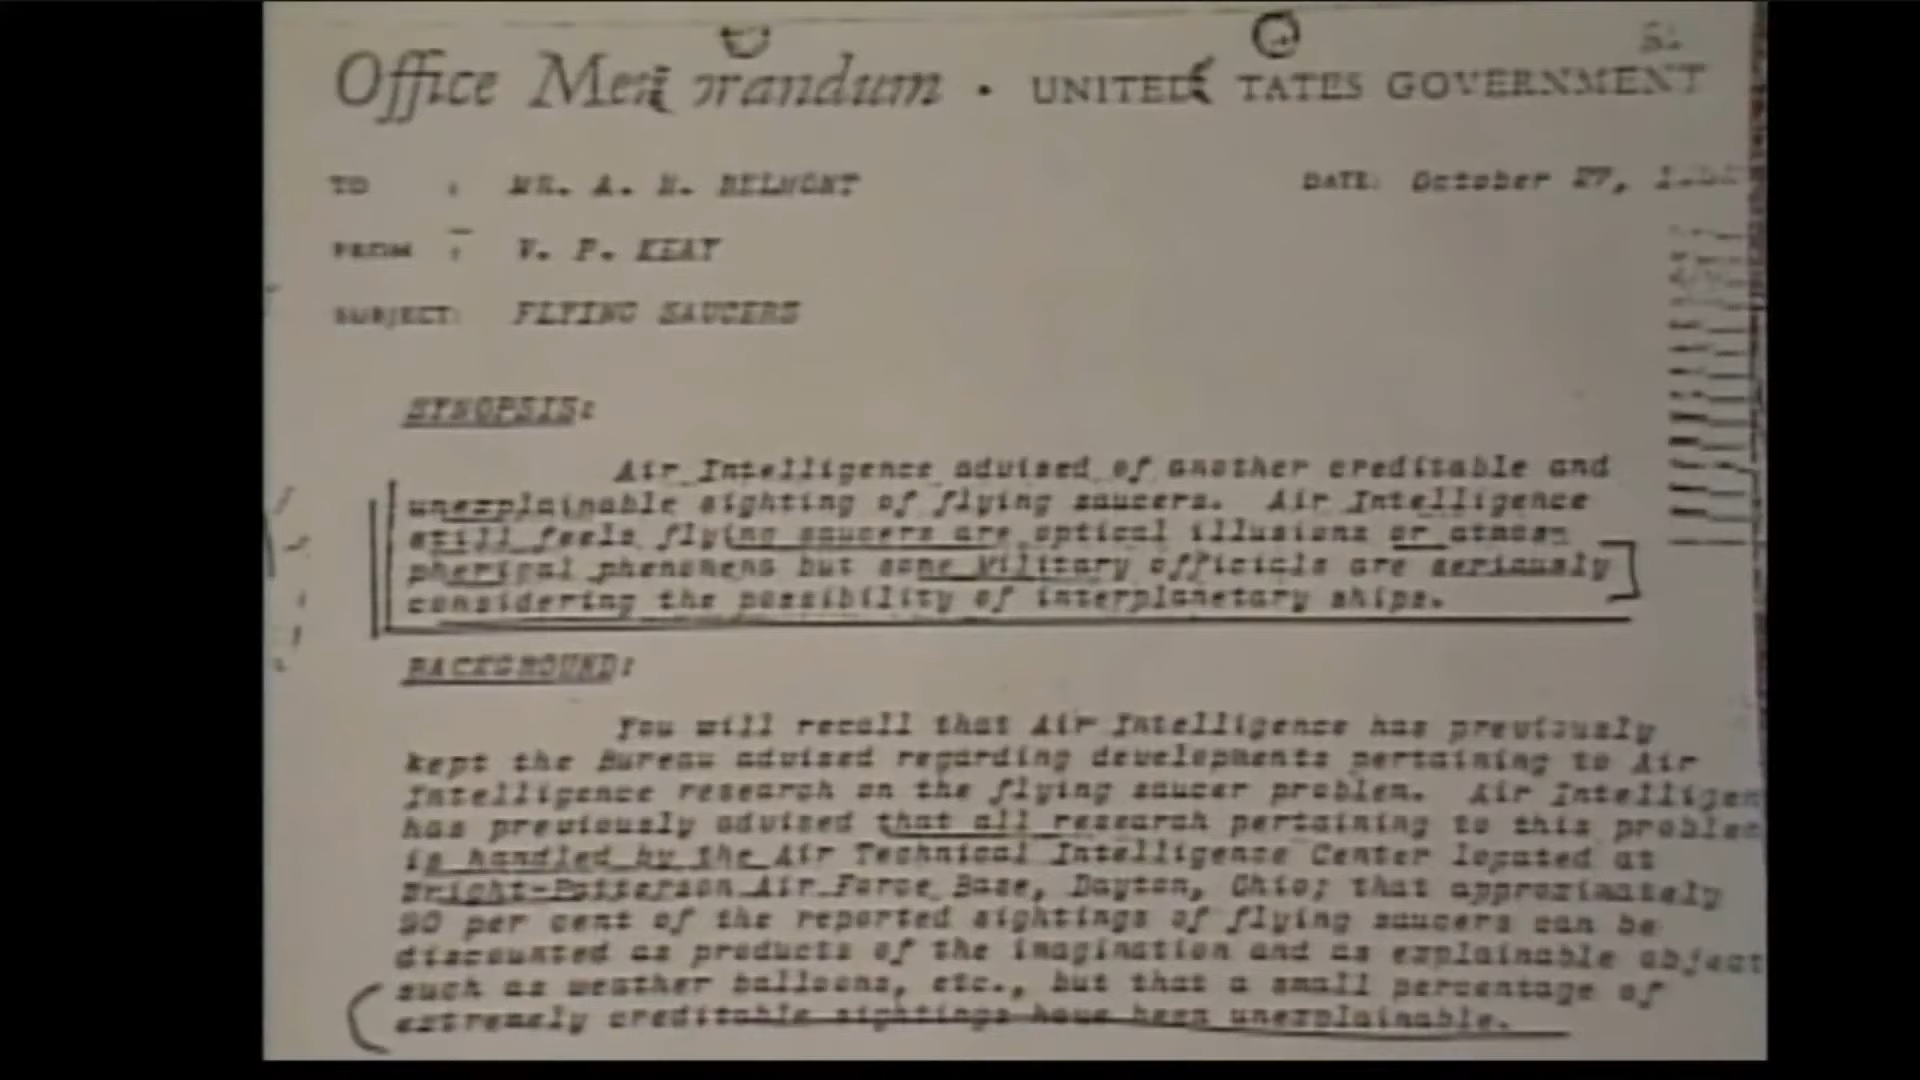 Office Memorandum • UNITED STATES GOVERNMENT
TO : MR. A. H. BELMONT DATE: October 27,
FROM : V. P. KEAY
SUBJECT: FLYING SAUCERS
SYNOPSIS:
Air Intelligence advised of another creditable and
unexplainable sighting of flying saucers. Air Intelligence
still feels flying saucers are optical illusions or atmos-
pherical phenomena but some Military officials are seriously
considering the possibility of interplanetary ships.
BACKGROUND:
You will recall that Air Intelligence has previously
kept the Bureau advised regarding developments pertaining to Air
Intelligence research on the flying saucer problem. Air Intelligen
has previously advised that all research pertaining to this problem
is handled by the Air Technical Intelligence Center located at
Wright-Patterson Air Force Base, Dayton, Ohio; that approximately
90 per cent of the reported sightings of flying saucers can be
discounted as products of the imagination and as explainable object
such as weather balloons, etc., but that a small percentage of
extremely creditable sightings have been unexplainable.